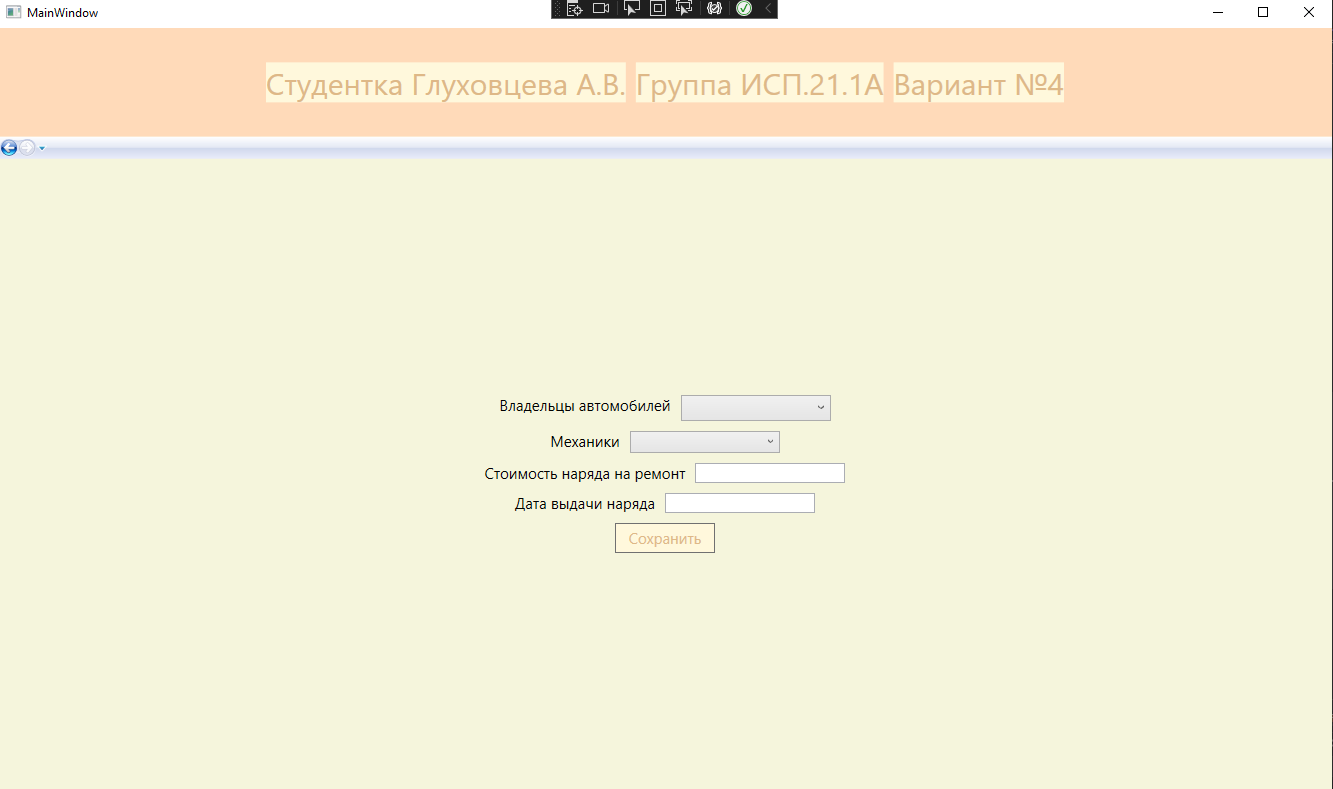 MainWindow
Студентка Глуховцева А.В. Группа ИСП.21.1А Вариант №4
Владельцы автомобилей
Механики
Стоимость наряда на ремонт
Дата выдачи наряда
Сохранить